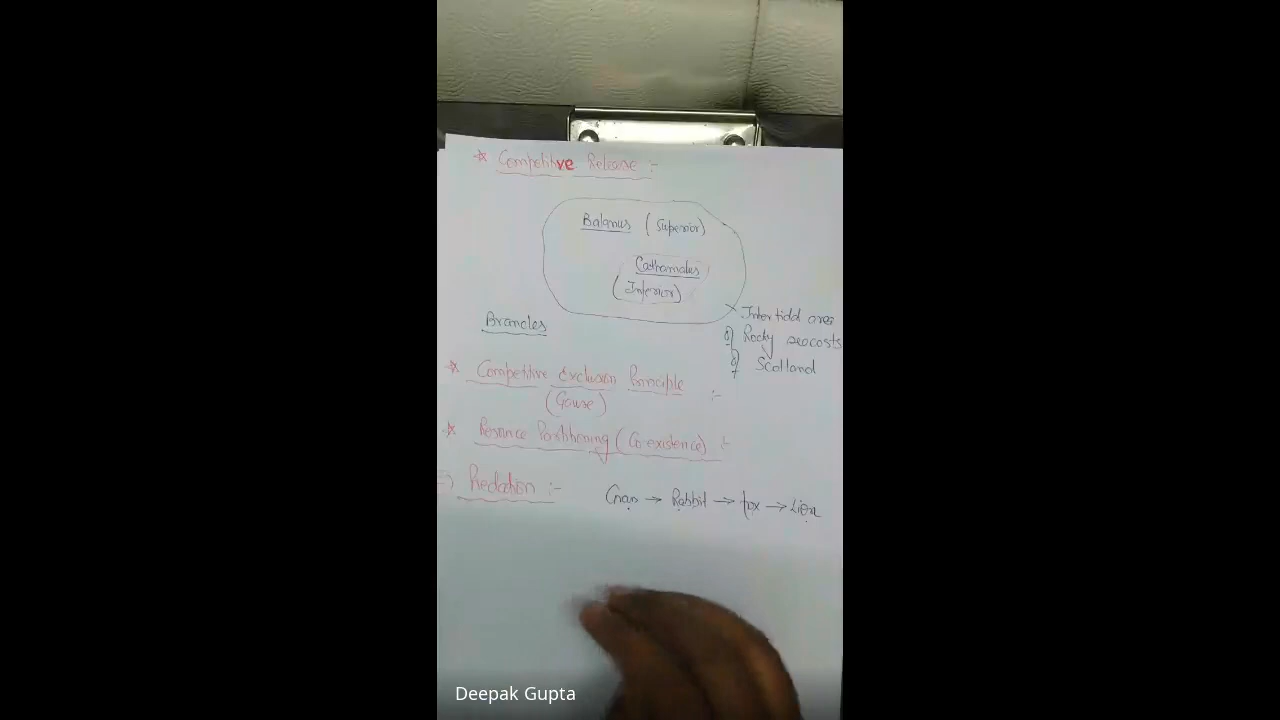 * Competitive Release :-
Balanus (Superior)
Cathamalus
(Inferior)
Brancles
Intertidal area
of Rocky seacosts
of Scotland
* Competitive Exclusion Principle :-
(Gause)
* Resource Partitioning (Co-existence) :-
=) Predation :-
Grass → Rabbit → fox → Lion
Deepak Gupta